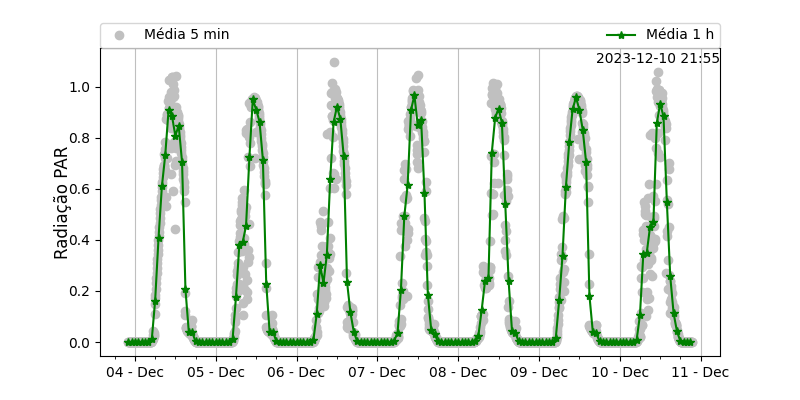 Média 5 min
Média 1 h
2023-12-10 21:55
Radiação PAR
1.0
0.8
0.6
0.4
0.2
0.0
04 - Dec
05 - Dec
06 - Dec
07 - Dec
08 - Dec
09 - Dec
10 - Dec
11 - Dec